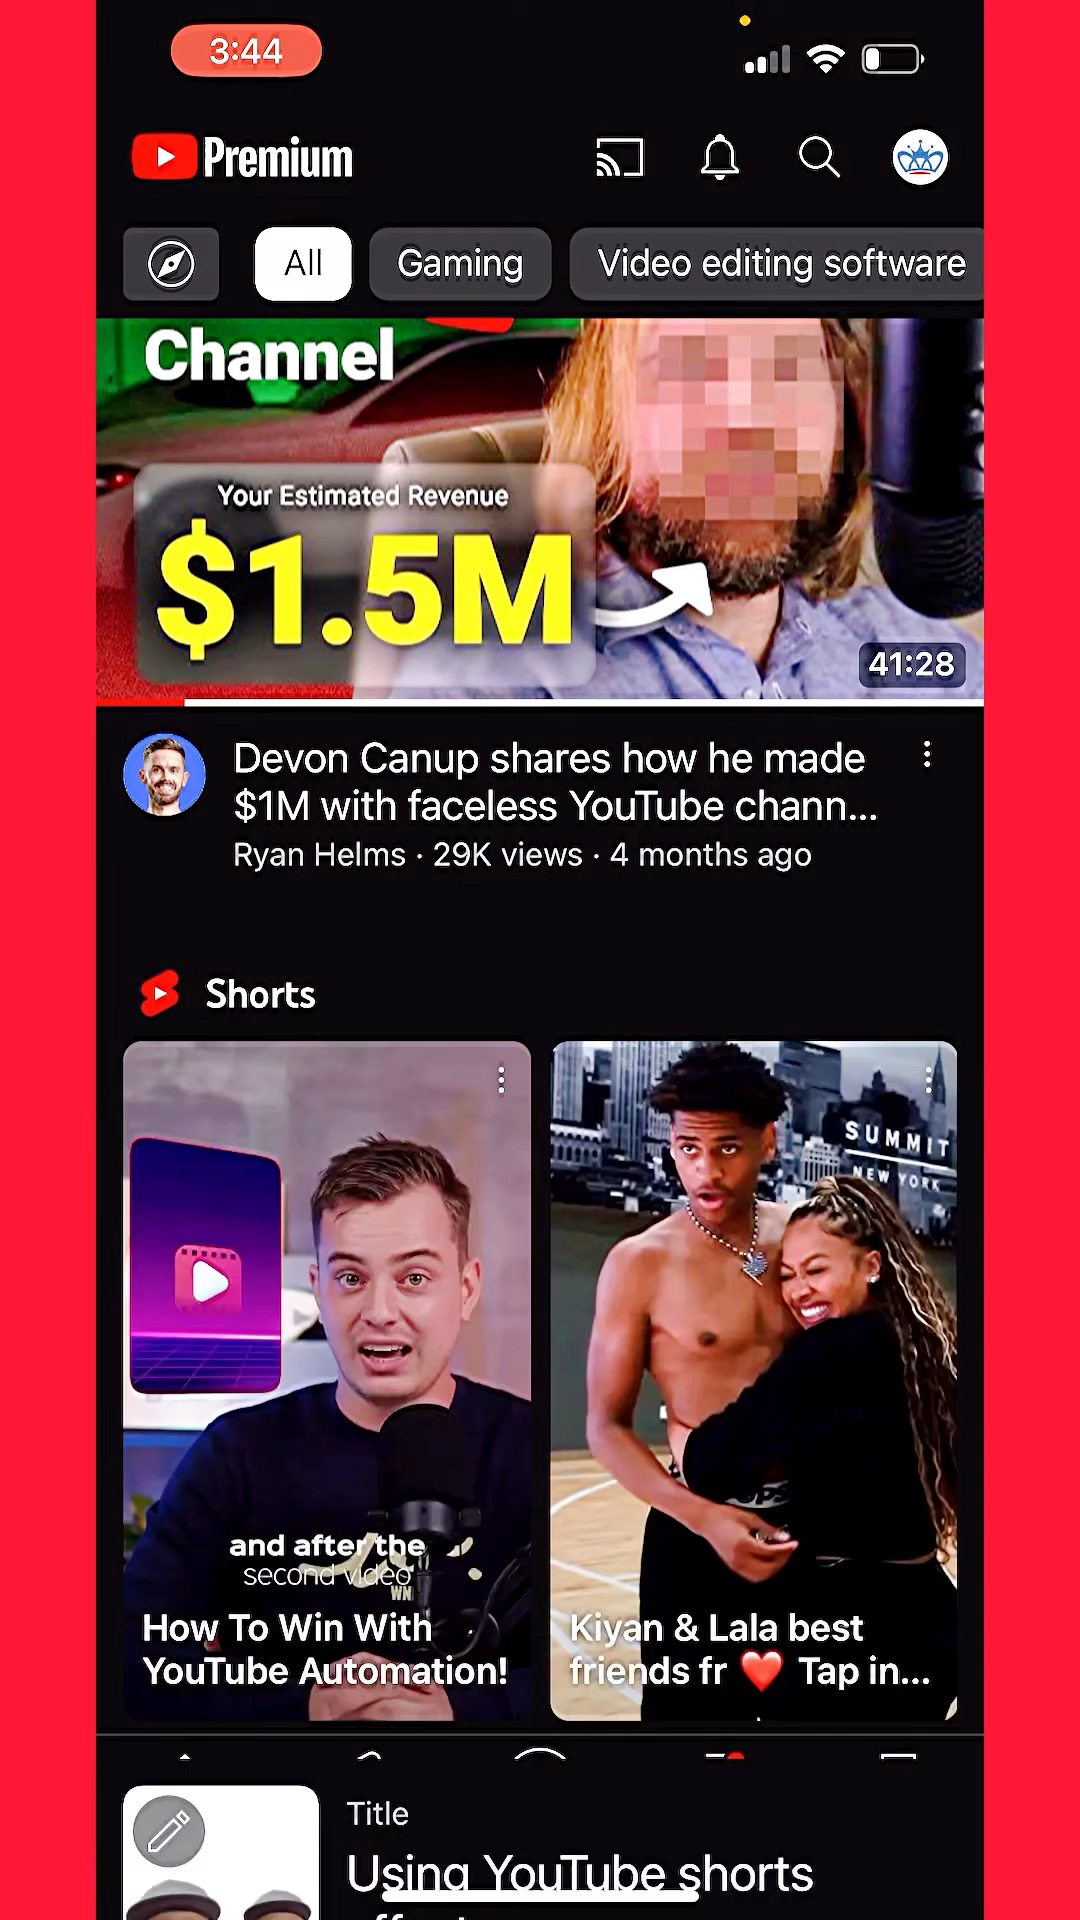 3:44
Premium
All
Gaming
Video editing software
Channel
Your Estimated Revenue
$1.5M
41:28
Devon Canup shares how he made
$1M with faceless YouTube chann...
Ryan Helms · 29K views · 4 months ago
Shorts
SUMMIT
NEW YORK
and after the
second video
WN
How To Win With
YouTube Automation!
Kiyan & Lala best
friends fr ❤️ Tap in...
Title
Using YouTube shorts